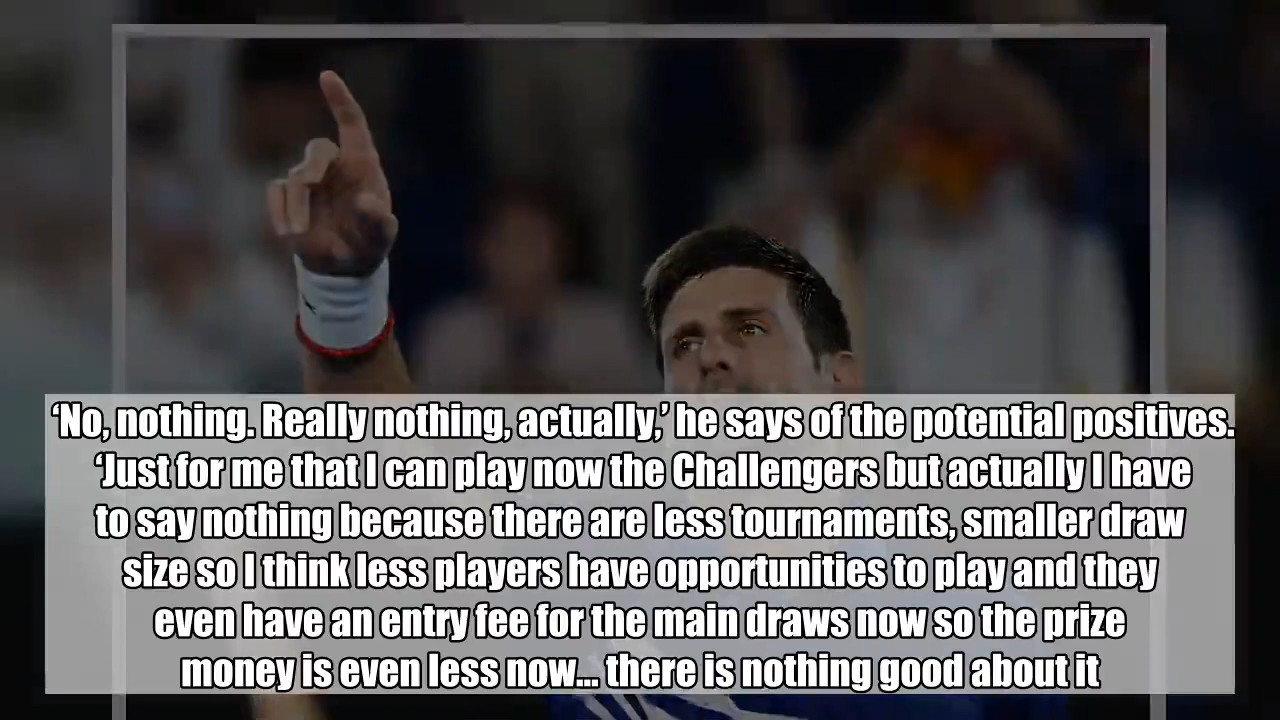 ‘No, nothing. Really nothing, actually,’ he says of the potential positives.
‘Just for me that I can play now the Challengers but actually I have
to say nothing because there are less tournaments, smaller draw
size so I think less players have opportunities to play and they
even have an entry fee for the main draws now so the prize
money is even less now... there is nothing good about it